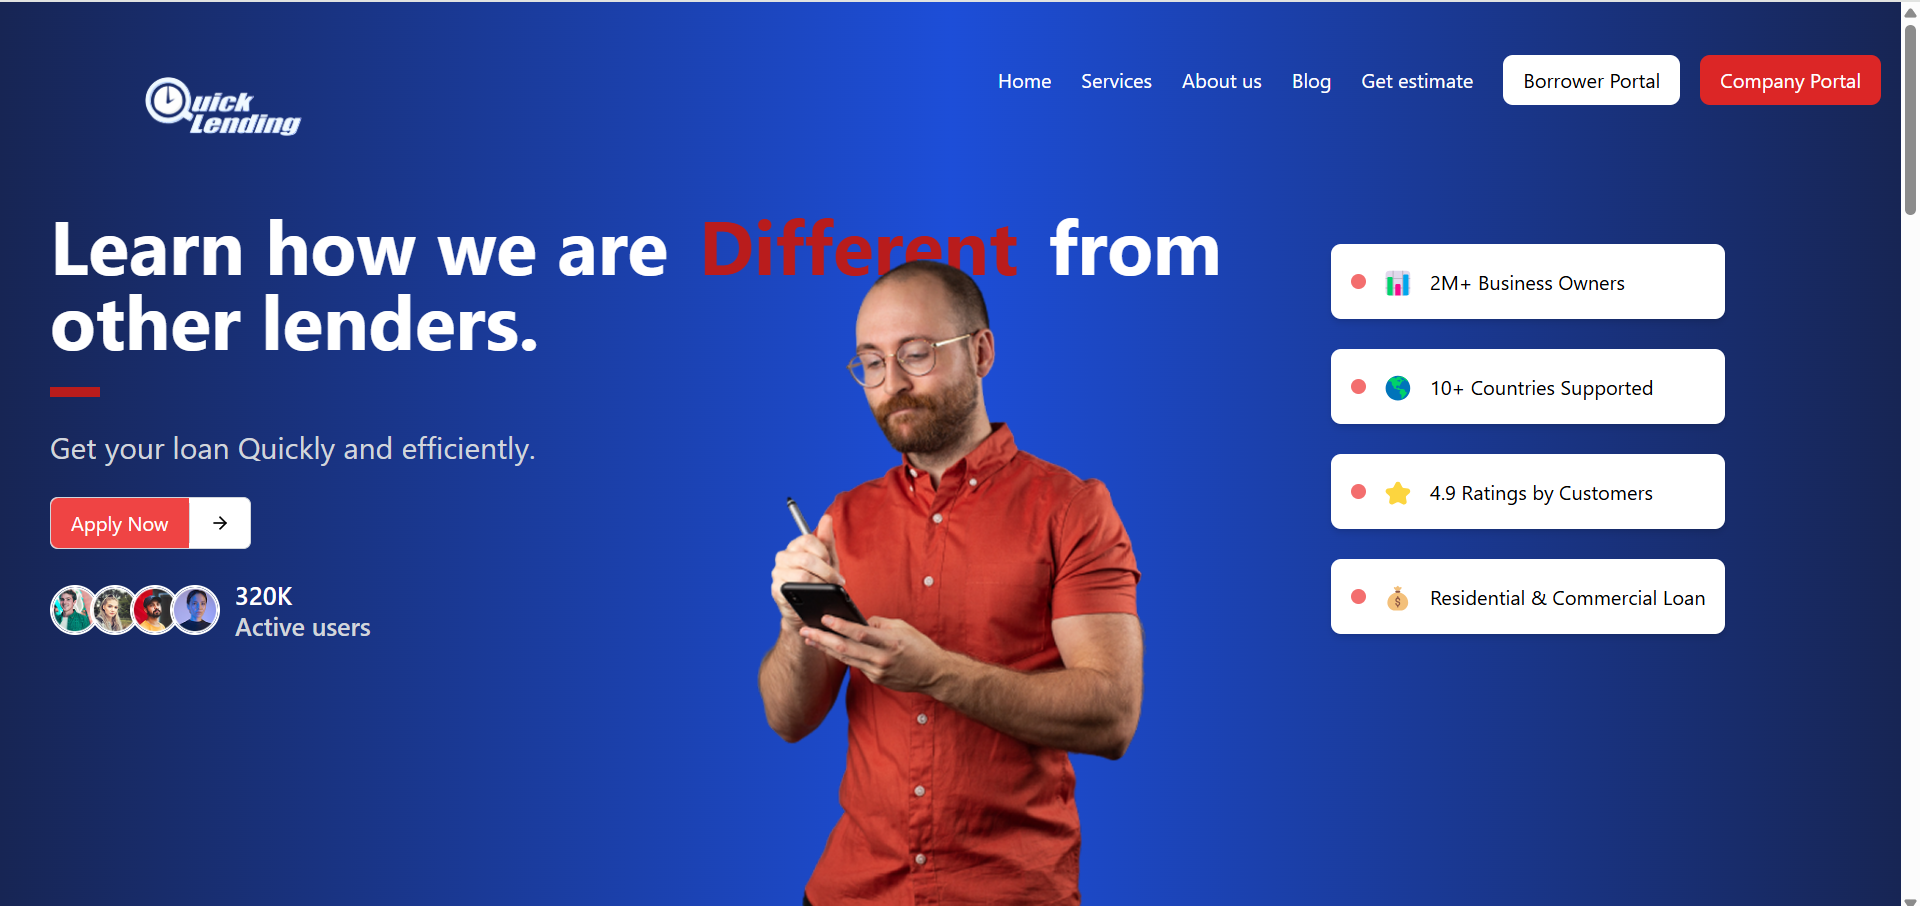 Quick
Lending
Home
Services
About us
Blog
Get estimate
Borrower Portal
Company Portal
Learn how we are Different from
other lenders.
Get your loan Quickly and efficiently.
Apply Now
320K
Active users
2M+ Business Owners
10+ Countries Supported
4.9 Ratings by Customers
Residential & Commercial Loan